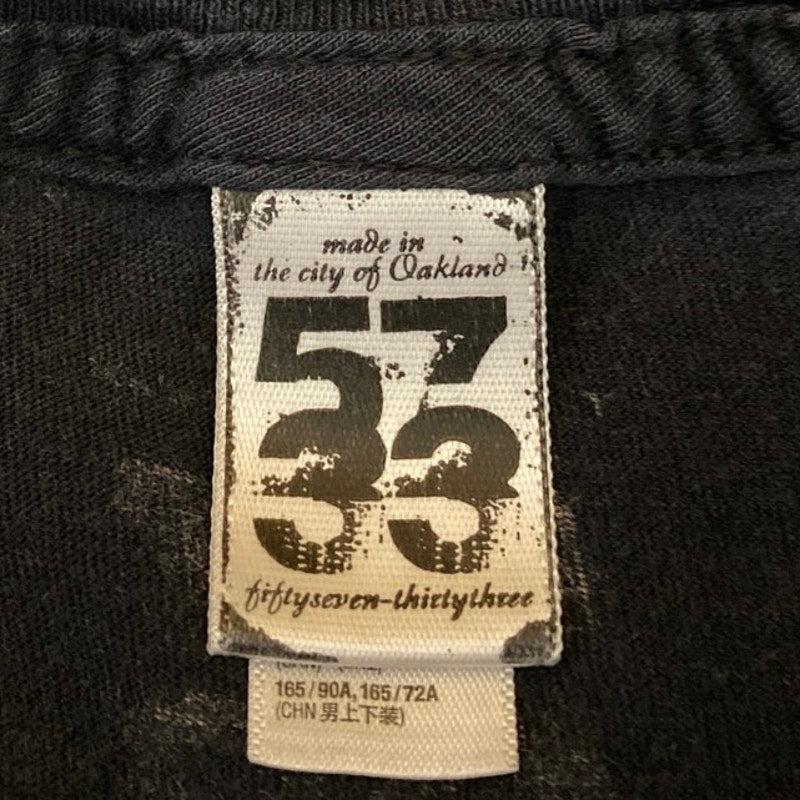 made in
the city of Oakland
57
33
fiftyseven-thirtythree
165/90A,165/72A
(CHN 男上下装)